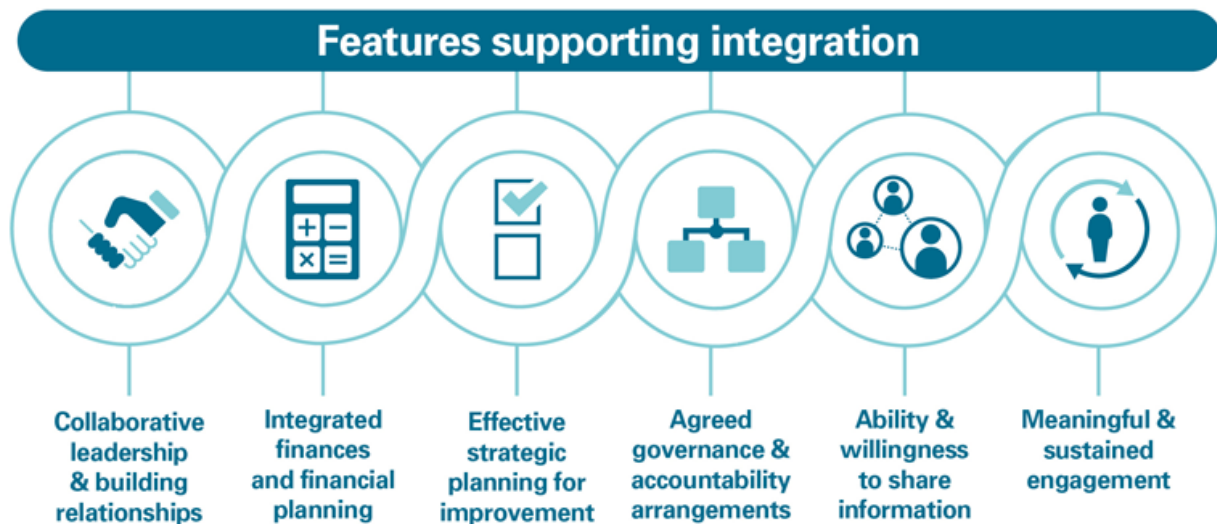 Features supporting integration
Collaborative
leadership
& building
relationships
Integrated
finances
and financial
planning
Effective
strategic
planning for
improvement
Agreed
governance &
accountability
arrangements
Ability &
willingness
to share
information
Meaningful &
sustained
engagement